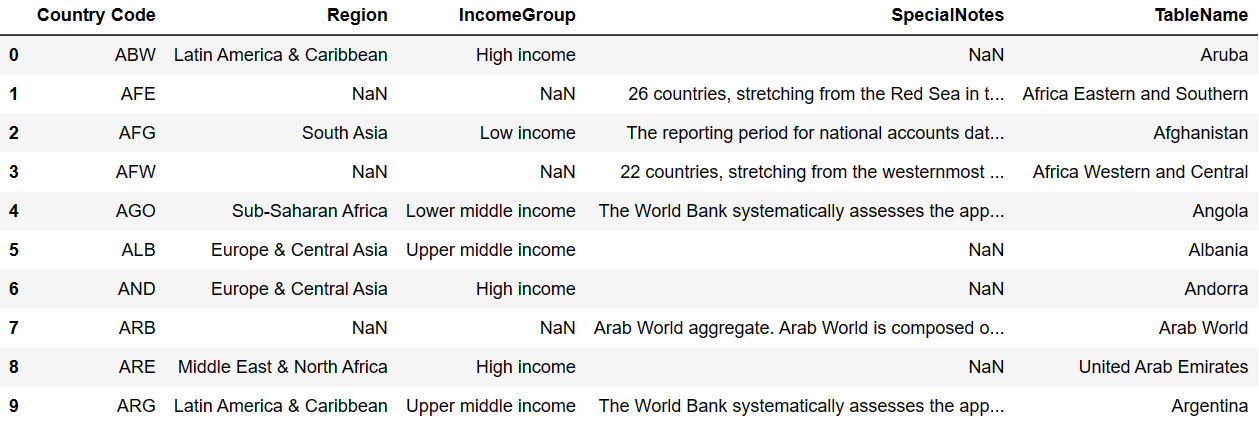 Country Code Region IncomeGroup SpecialNotes TableName
0 ABW Latin America & Caribbean High income NaN Aruba
1 AFE NaN NaN 26 countries, stretching from the Red Sea in t... Africa Eastern and Southern
2 AFG South Asia Low income The reporting period for national accounts dat... Afghanistan
3 AFW NaN NaN 22 countries, stretching from the westernmost ... Africa Western and Central
4 AGO Sub-Saharan Africa Lower middle income The World Bank systematically assesses the app... Angola
5 ALB Europe & Central Asia Upper middle income NaN Albania
6 AND Europe & Central Asia High income NaN Andorra
7 ARB NaN NaN Arab World aggregate. Arab World is composed o... Arab World
8 ARE Middle East & North Africa High income NaN United Arab Emirates
9 ARG Latin America & Caribbean Upper middle income The World Bank systematically assesses the app... Argentina